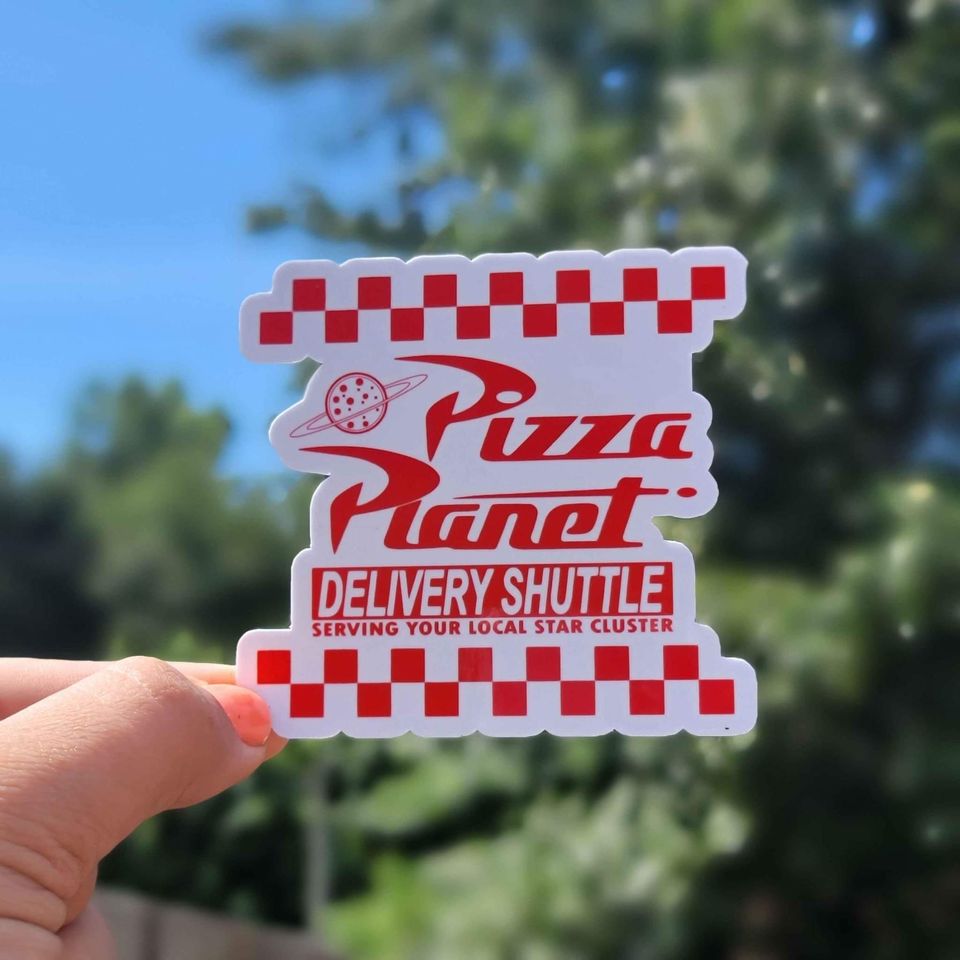 Pizza
Planet
DELIVERY SHUTTLE
SERVING YOUR LOCAL STAR CLUSTER